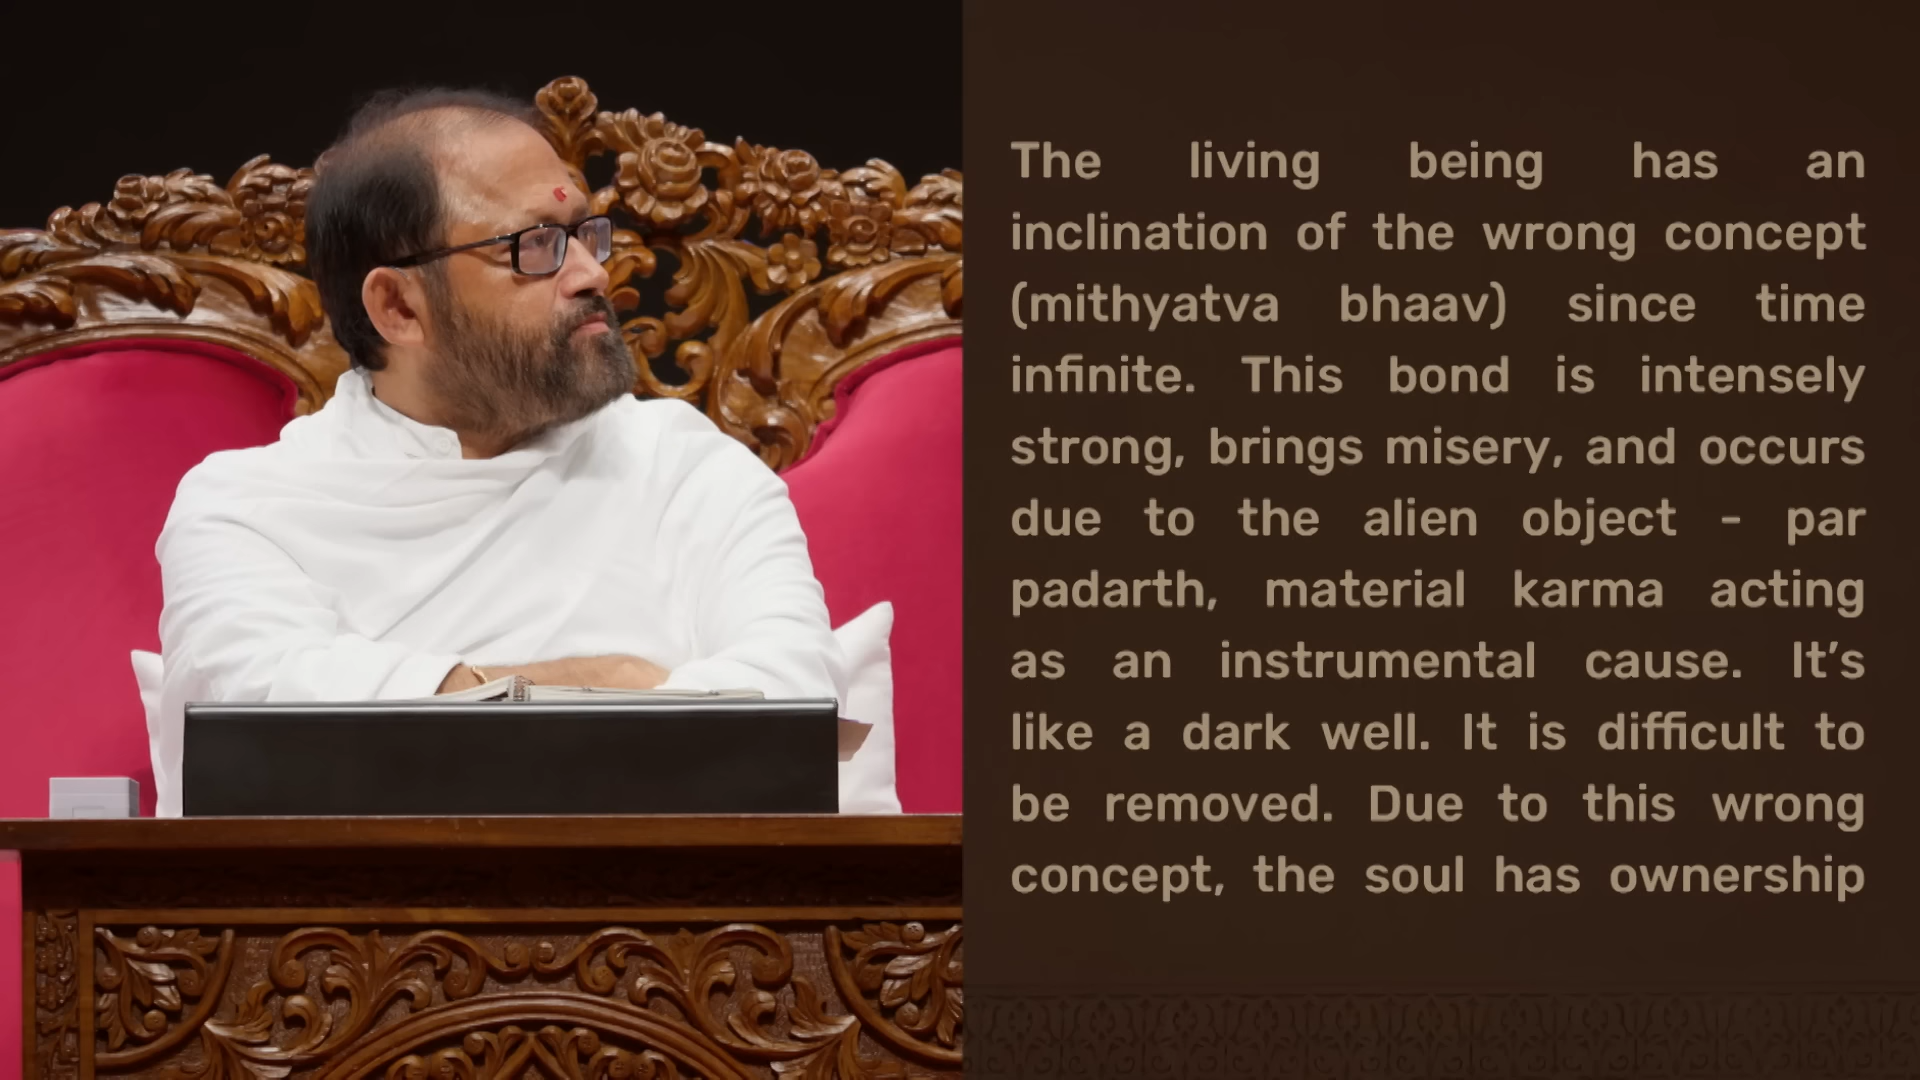 The living being has an
inclination of the wrong concept
(mithyatva bhaav) since time
infinite. This bond is intensely
strong, brings misery, and occurs
due to the alien object - par
padarth, material karma acting
as an instrumental cause. It’s
like a dark well. It is difficult to
be removed. Due to this wrong
concept, the soul has ownership